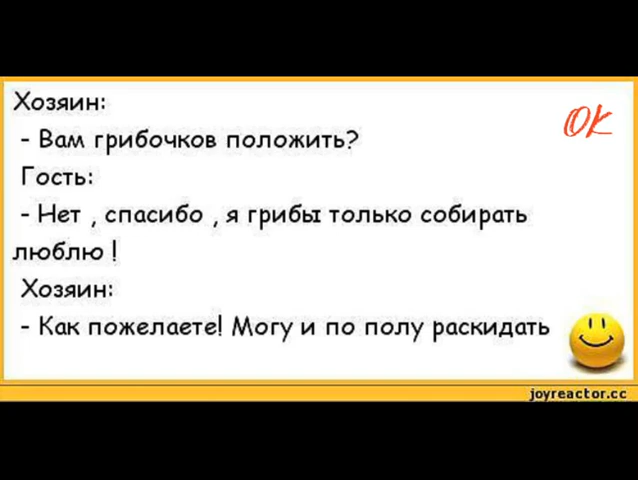 Хозяин:
OK
- Вам грибочков положить?
Гость:
- Нет , спасибо , я грибы только собирать
люблю !
Хозяин:
- Как пожелаете! Могу и по полу раскидать
joyreactor.cc